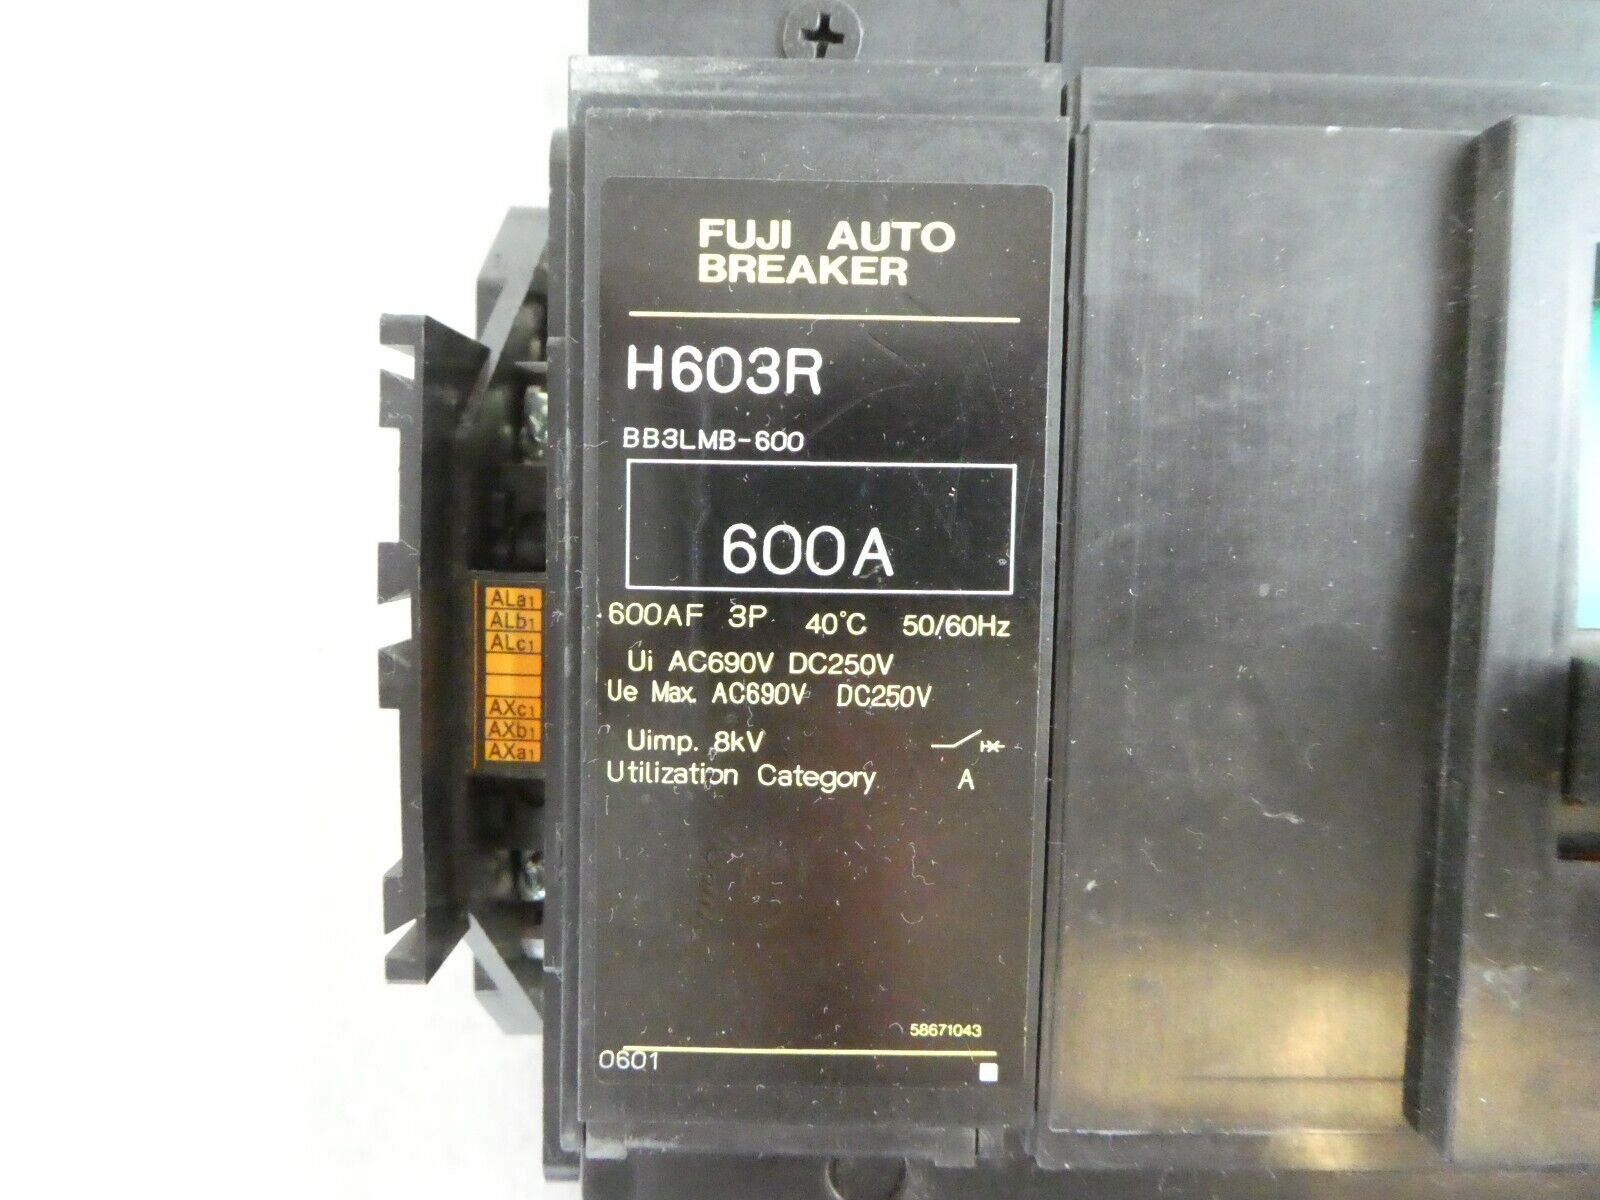 FUJI AUTO
BREAKER
H603R
BB3LMB-600
600A
600AF 3P 40°C 50/60Hz
Ui AC690V DC250V
Ue Max. AC690V DC250V
Uimp. 8kV
Utilization Category A
58671043
0601
ALa1
ALb1
ALc1
AXc1
AXb1
AXa1